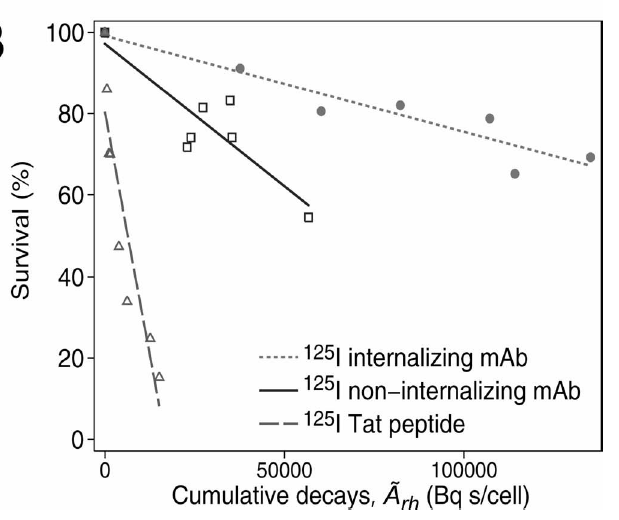 B
100
80
60
40
20
0
Survival (%)
¹²⁵I internalizing mAb
¹²⁵I non–internalizing mAb
¹²⁵I Tat peptide
0 50000 100000
Cumulative decays, Ãrh (Bq s/cell)